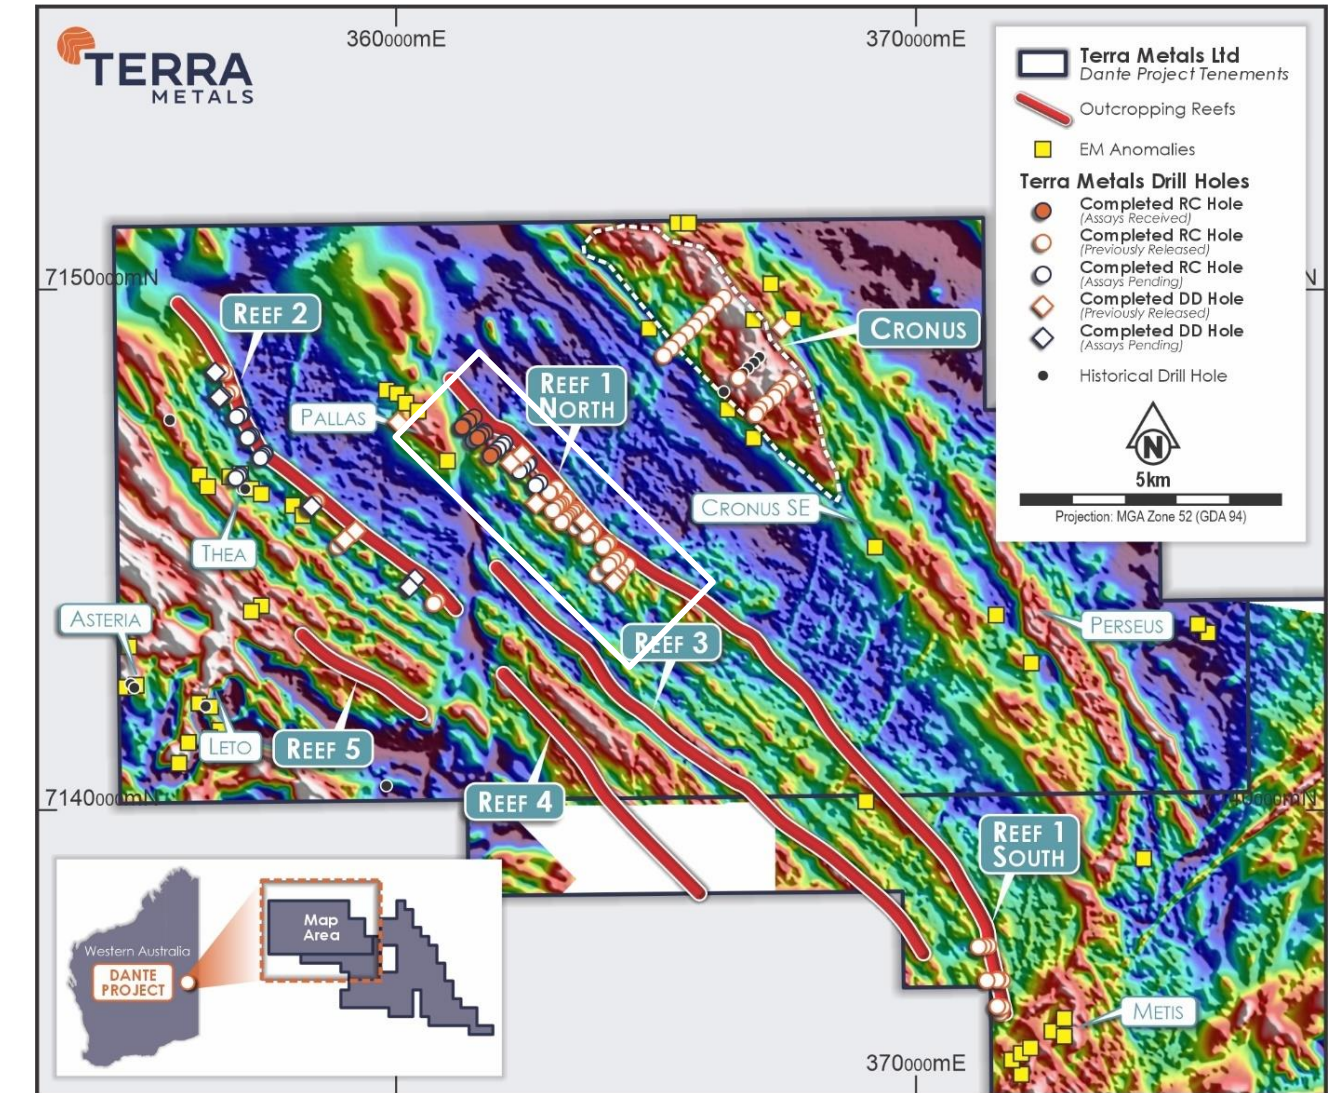 360000mE
370000mE
TERRA
METALS
Terra Metals Ltd
Dante Project Tenements
Outcropping Reefs
EM Anomalies
Terra Metals Drill Holes
Completed RC Hole
(Assays Received)
Completed RC Hole
(Previously Released)
Completed RC Hole
(Assays Pending)
Completed DD Hole
(Previously Released)
Completed DD Hole
(Assays Pending)
Historical Drill Hole
N
5km
Projection: MGA Zone 52 (GDA 94)
7150000mN
N
REEF 2
CRONUS
REEF 1
NORTH
PALLAS
CRONUS SE
THEA
ASTERIA
PERSEUS
REEF 3
LETO
REEF 5
REEF 4
7140000mN
REEF 1
SOUTH
Map
Area
Western Australia
DANTE
PROJECT
METIS
370000mE